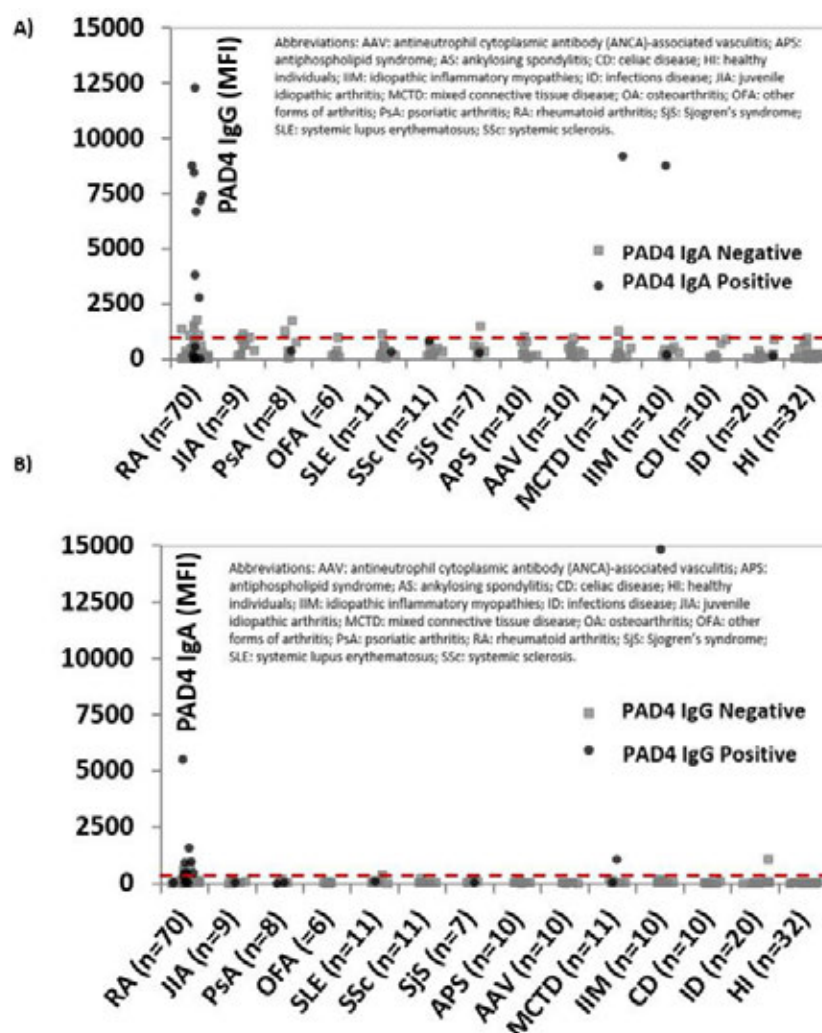 A)
15000
12500
10000
7500
5000
2500
0
PAD4 IgG (MFI)
Abbreviations: AAV: antineutrophil cytoplasmic antibody (ANCA)-associated vasculitis; APS:
antiphospholipid syndrome; AS: ankylosing spondylitis; CD: celiac disease; HI: healthy
individuals; IIM: idiopathic inflammatory myopathies; ID: infections disease; JIA: juvenile
idiopathic arthritis; MCTD: mixed connective tissue disease; OA: osteoarthritis; OFA: other
forms of arthritis; PsA: psoriatic arthritis; RA: rheumatoid arthritis; SjS: Sjogren's syndrome;
SLE: systemic lupus erythematosus; SSc: systemic sclerosis.
PAD4 IgA Negative
PAD4 IgA Positive
RA (n=70)
JIA (n=9)
PsA (n=8)
OFA (=6)
SLE (n=11)
SSc (n=11)
SjS (n=7)
APS (n=10)
AAV (n=10)
MCTD (n=11)
IIM (n=10)
CD (n=10)
ID (n=20)
HI (n=32)
B)
15000
12500
10000
7500
5000
2500
0
PAD4 IgA (MFI)
Abbreviations: AAV: antineutrophil cytoplasmic antibody (ANCA)-associated vasculitis; APS:
antiphospholipid syndrome; AS: ankylosing spondylitis; CD: celiac disease; HI: healthy
individuals; IIM: idiopathic inflammatory myopathies; ID: infections disease; JIA: juvenile
idiopathic arthritis; MCTD: mixed connective tissue disease; OA: osteoarthritis; OFA: other
forms of arthritis; PsA: psoriatic arthritis; RA: rheumatoid arthritis; SjS: Sjogren's syndrome;
SLE: systemic lupus erythematosus; SSc: systemic sclerosis.
PAD4 IgG Negative
PAD4 IgG Positive
RA (n=70)
JIA (n=9)
PsA (n=8)
OFA (=6)
SLE (n=11)
SSc (n=11)
SjS (n=7)
APS (n=10)
AAV (n=10)
MCTD (n=11)
IIM (n=10)
CD (n=10)
ID (n=20)
HI (n=32)